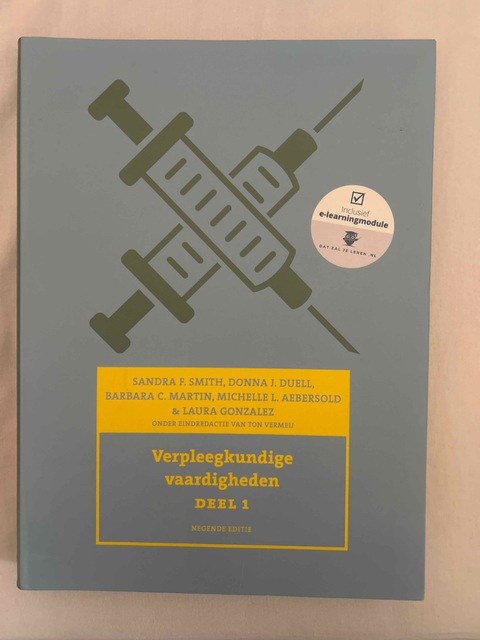 Inclusief
e-learningmodule
DAT ZAL JE LEREN .NL
SANDRA F. SMITH, DONNA J. DUELL,
BARBARA C. MARTIN, MICHELLE L. AEBERSOLD
& LAURA GONZALEZ
ONDER EINDREDACTIE VAN TON VERMEIJ
Verpleegkundige
vaardigheden
DEEL 1
NEGENDE EDITIE